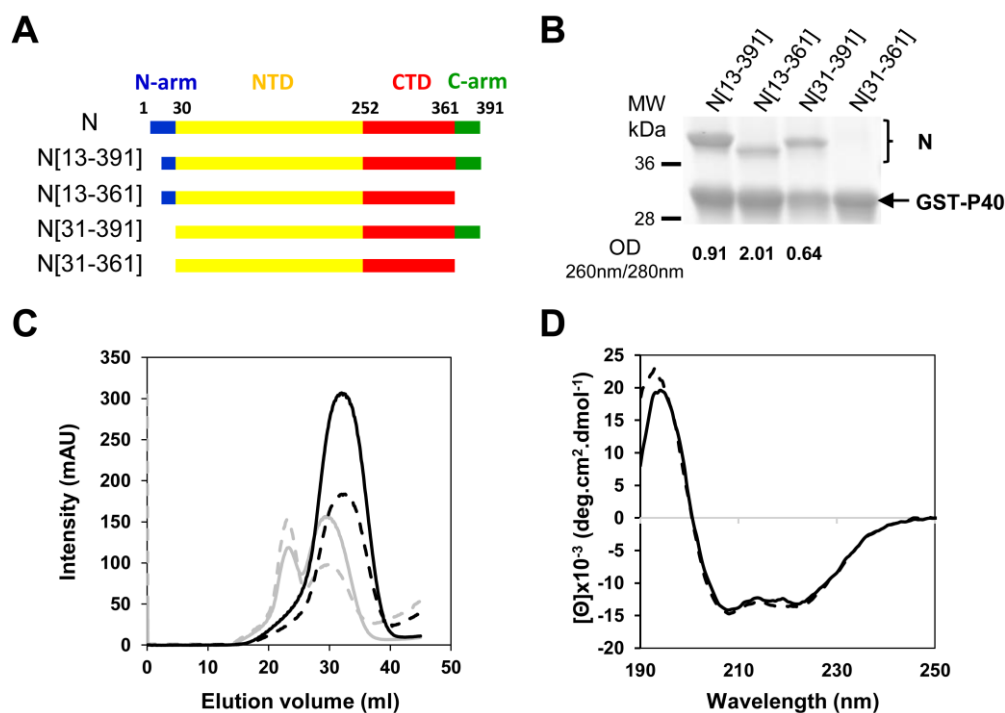 A
N-arm NTD CTD C-arm
1 30 252 361 391
N
N[13-391]
N[13-361]
N[31-391]
N[31-361]
B
N[13-391] N[13-361] N[31-391] N[31-361]
MW
kDa
36
28
N
GST-P40
OD
260nm/280nm
0.91 2.01 0.64
C
Intensity (mAU)
350
300
250
200
150
100
50
0
0 10 20 30 40 50
Elution volume (ml)
D
[Θ]x10⁻³ (deg.cm².dmol⁻¹)
25
20
15
10
5
0
-5
-10
-15
-20
190 210 230 250
Wavelength (nm)